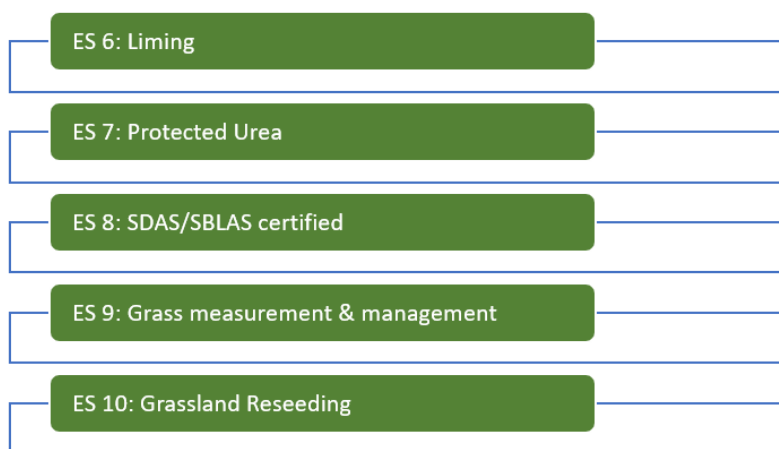 ES 6: Liming
ES 7: Protected Urea
ES 8: SDAS/SBLAS certified
ES 9: Grass measurement & management
ES 10: Grassland Reseeding